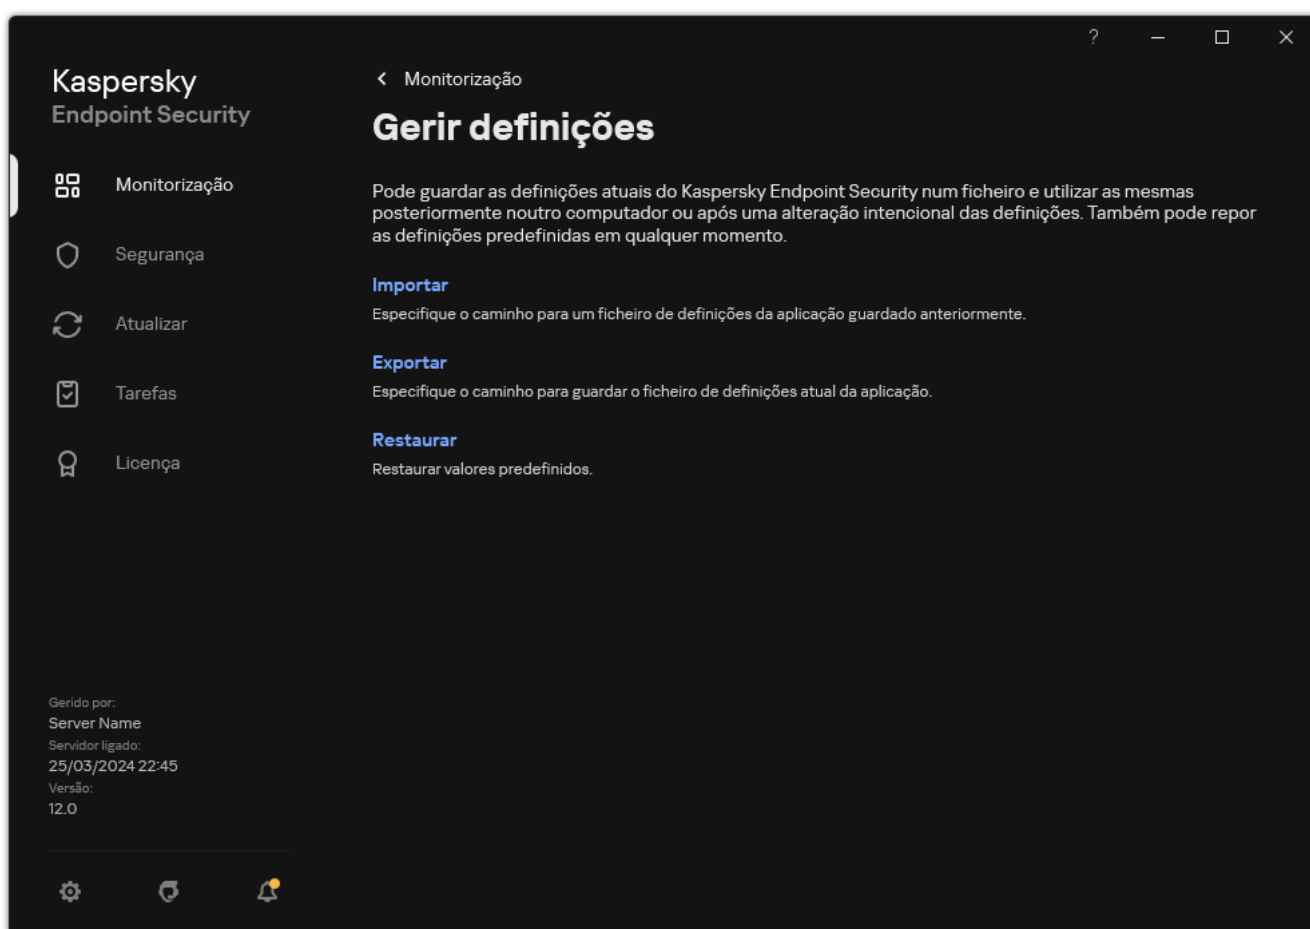 Kaspersky
Endpoint Security
Monitorização
Segurança
Atualizar
Tarefas
Licença
Gerido por:
Server Name
Servidor ligado:
25/03/2024 22:45
Versão:
12.0
?
Monitorização
Gerir definições
Pode guardar as definições atuais do Kaspersky Endpoint Security num ficheiro e utilizar as mesmas
posteriormente noutro computador ou após uma alteração intencional das definições. Também pode repor
as definições predefinidas em qualquer momento.
Importar
Especifique o caminho para um ficheiro de definições da aplicação guardado anteriormente.
Exportar
Especifique o caminho para guardar o ficheiro de definições atual da aplicação.
Restaurar
Restaurar valores predefinidos.